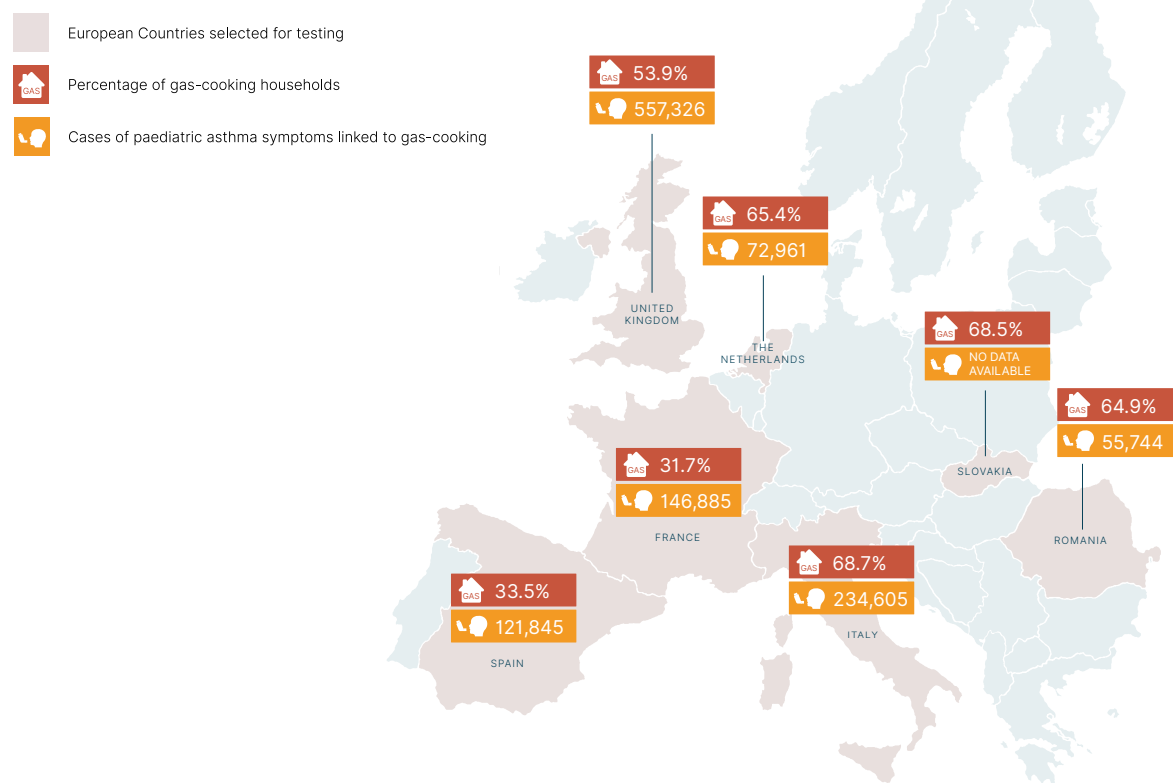 European Countries selected for testing
GAS
Percentage of gas-cooking households
Cases of paediatric asthma symptoms linked to gas-cooking
GAS 53.9%
557,326
UNITED
KINGDOM
GAS 65.4%
72,961
THE
NETHERLANDS
GAS 68.5%
NO DATA
AVAILABLE
SLOVAKIA
GAS 64.9%
55,744
ROMANIA
GAS 31.7%
146,885
FRANCE
GAS 68.7%
234,605
ITALY
GAS 33.5%
121,845
SPAIN